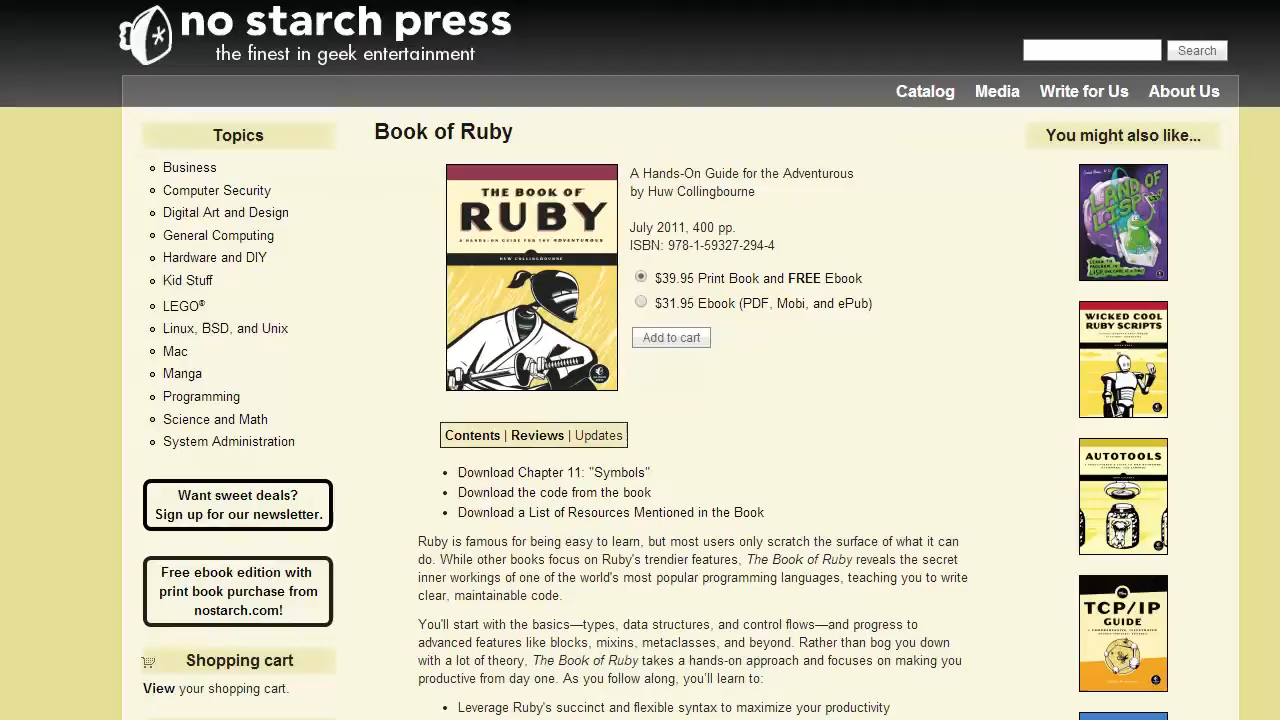 no starch press
the finest in geek entertainment
Search
Catalog Media Write for Us About Us
Topics
Business
Computer Security
Digital Art and Design
General Computing
Hardware and DIY
Kid Stuff
LEGO®
Linux, BSD, and Unix
Mac
Manga
Programming
Science and Math
System Administration
Want sweet deals?
Sign up for our newsletter.
Free ebook edition with
print book purchase from
nostarch.com!
Shopping cart
View your shopping cart.
Book of Ruby
THE BOOK OF
RUBY
A HANDS-ON GUIDE FOR THE ADVENTUROUS
HUW COLLINGBOURNE
A Hands-On Guide for the Adventurous
by Huw Collingbourne
July 2011, 400 pp.
ISBN: 978-1-59327-294-4
$39.95 Print Book and FREE Ebook
$31.95 Ebook (PDF, Mobi, and ePub)
Add to cart
Contents | Reviews | Updates
• Download Chapter 11: "Symbols"
• Download the code from the book
• Download a List of Resources Mentioned in the Book
Ruby is famous for being easy to learn, but most users only scratch the surface of what it can
do. While other books focus on Ruby's trendier features, The Book of Ruby reveals the secret
inner workings of one of the world's most popular programming languages, teaching you to write
clear, maintainable code.
You'll start with the basics—types, data structures, and control flows—and progress to
advanced features like blocks, mixins, metaclasses, and beyond. Rather than bog you down
with a lot of theory, The Book of Ruby takes a hands-on approach and focuses on making you
productive from day one. As you follow along, you'll learn to:
• Leverage Ruby's succinct and flexible syntax to maximize your productivity
You might also like...
LAND OF
LISP
WICKED COOL
RUBY SCRIPTS
AUTOTOOLS
THE
TCP/IP
GUIDE